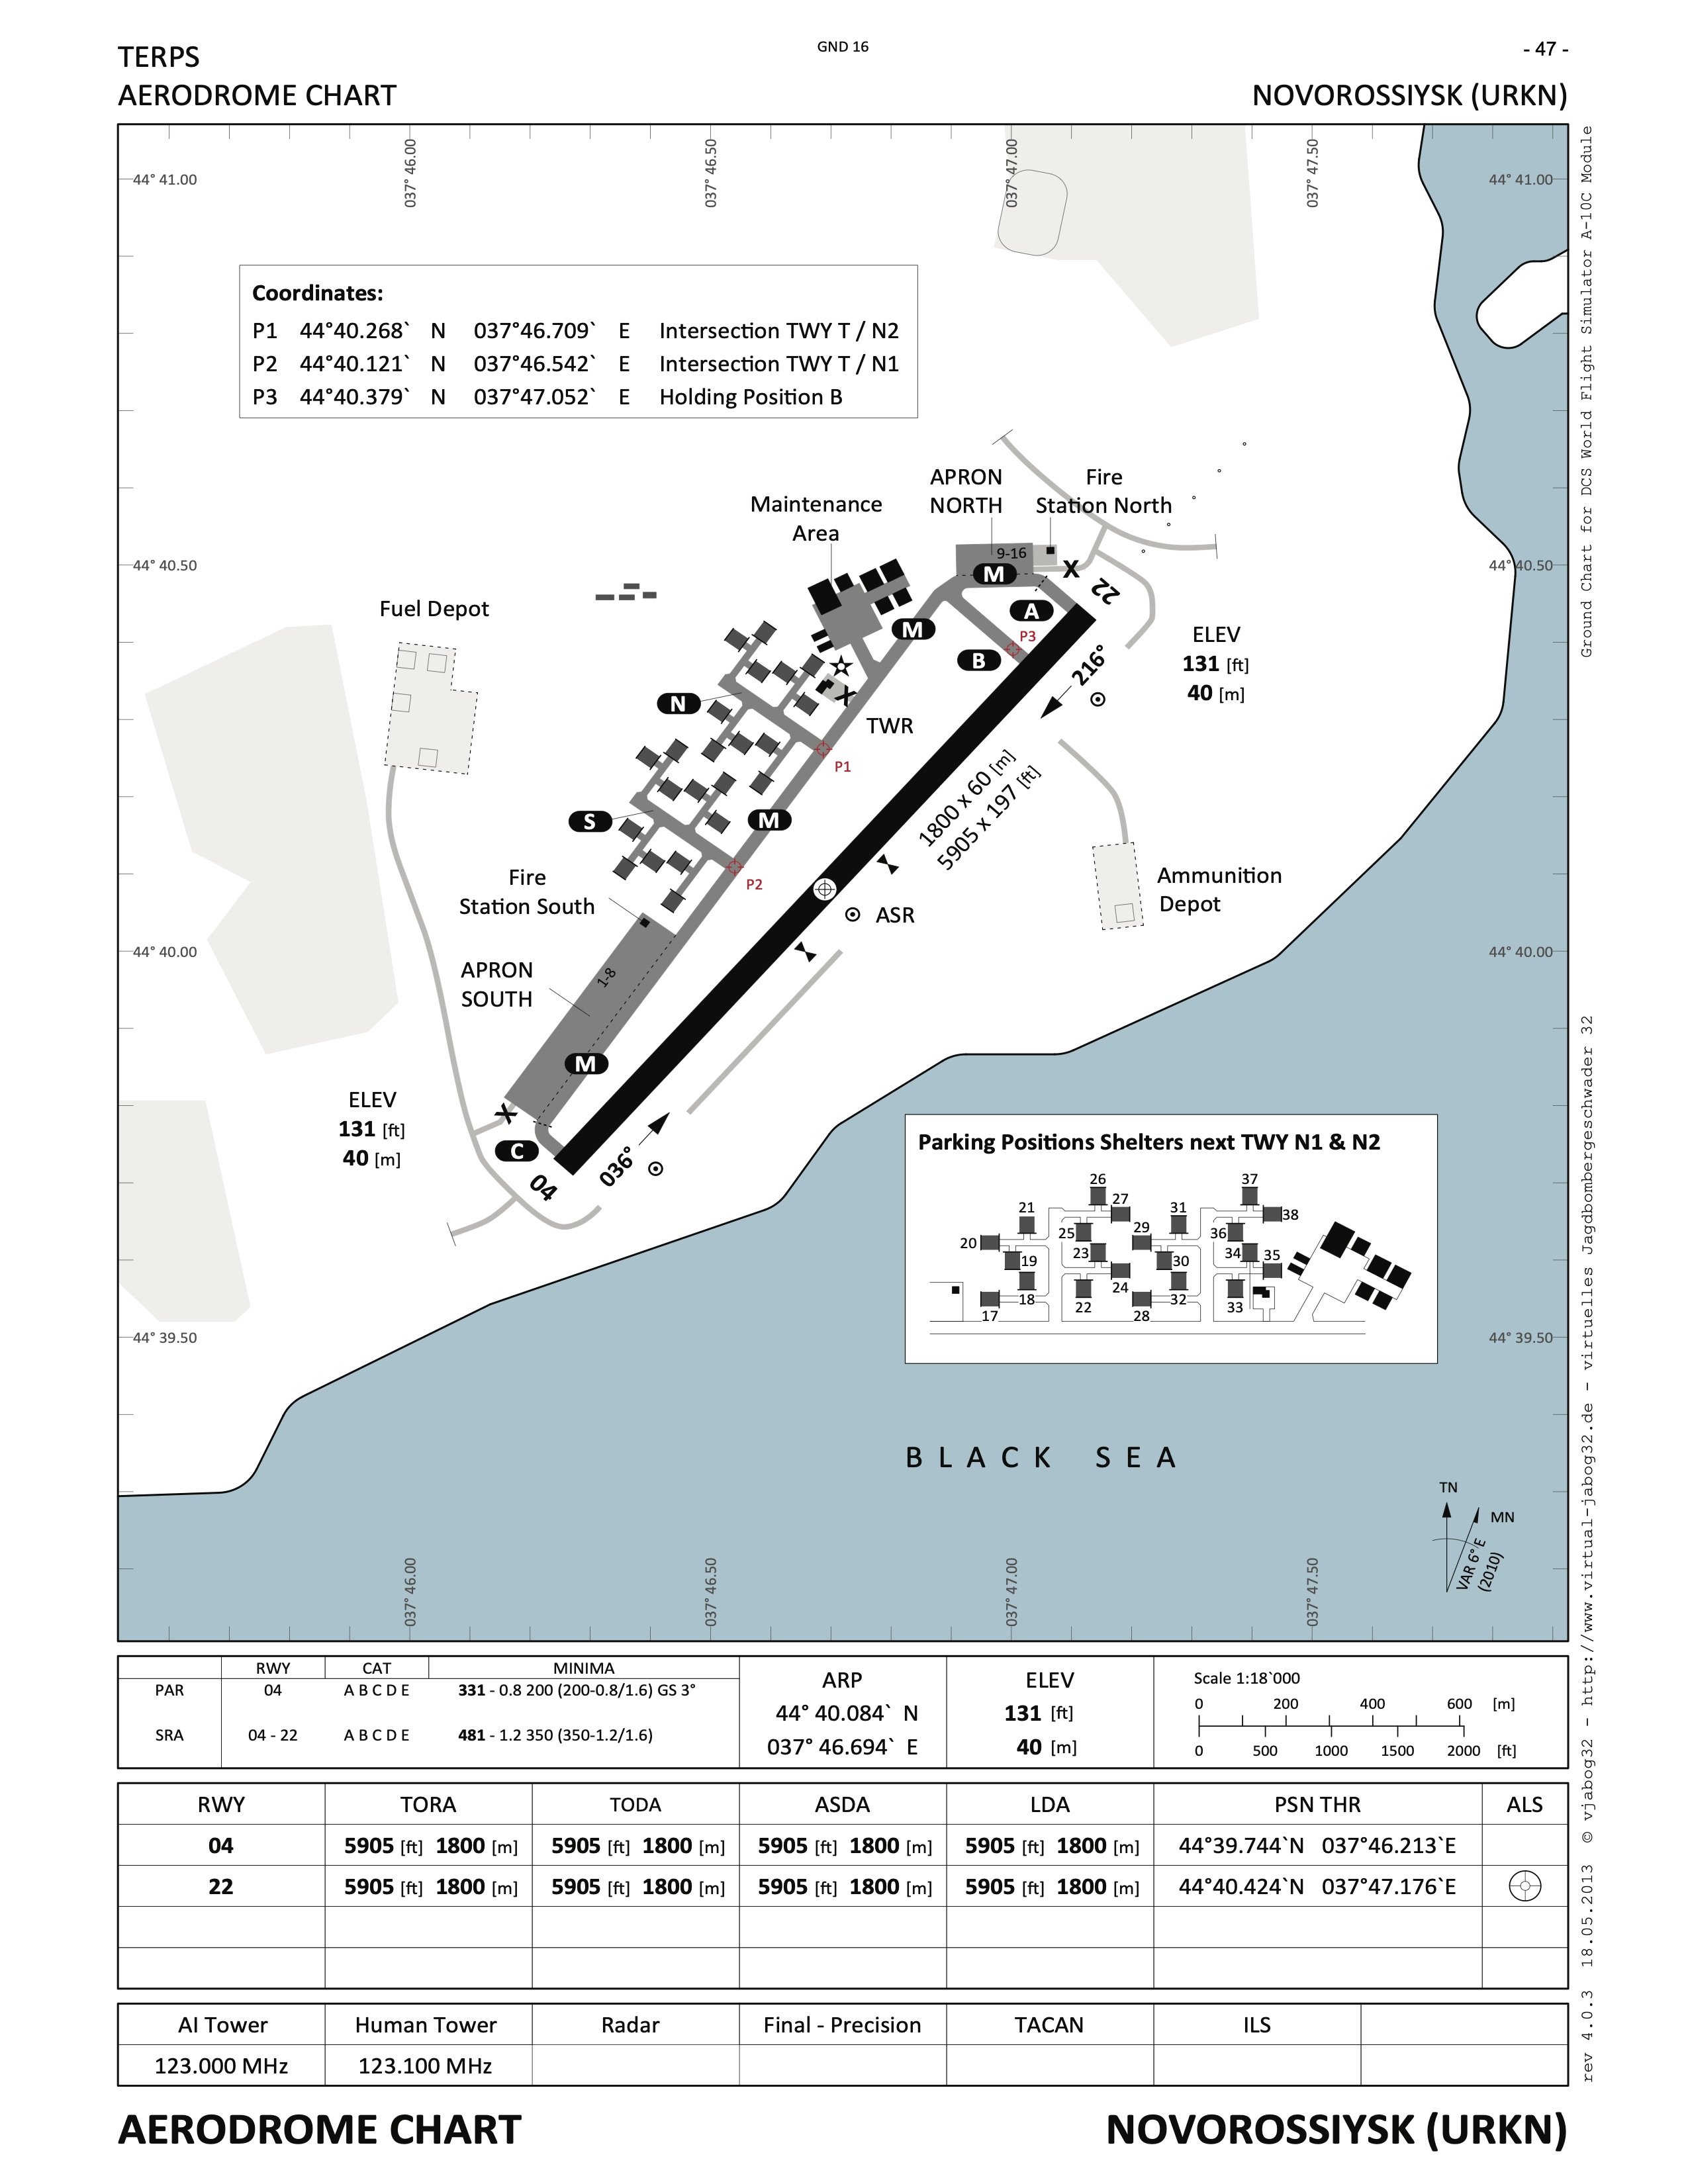 TERPS
GND 16
- 47 -
AERODROME CHART
NOVOROSSIYSK (URKN)
037° 46.00
037° 46.50
037° 47.00
037° 47.50
44° 41.00
44° 41.00
Coordinates:
P1 44°40.268` N 037°46.709` E Intersection TWY T / N2
P2 44°40.121` N 037°46.542` E Intersection TWY T / N1
P3 44°40.379` N 037°47.052` E Holding Position B
APRON
NORTH
Fire
Station North
Maintenance
Area
9-16
M
X
22
44° 40.50
44° 40.50
Fuel Depot
A
M
P3
B
216°
ELEV
131 [ft]
40 [m]
N
X
TWR
P1
1800 x 60 [m]
5905 x 197 [ft]
S
M
P2
Fire
Station South
ASR
Ammunition
Depot
44° 40.00
44° 40.00
APRON
SOUTH
1-8
M
X
ELEV
131 [ft]
40 [m]
C
04
036°
Parking Positions Shelters next TWY N1 & N2
26
37
27
21
31
38
25
29
36
20
23
34
35
19
30
24
18
32
22
33
17
28
44° 39.50
44° 39.50
BLACK SEA
TN
MN
VAR 6° E
(2010)
037° 46.00
037° 46.50
037° 47.00
037° 47.50
RWY CAT MINIMA
PAR 04 A B C D E 331 - 0.8 200 (200-0.8/1.6) GS 3°
SRA 04 - 22 A B C D E 481 - 1.2 350 (350-1.2/1.6)
ARP
44° 40.084` N
037° 46.694` E
ELEV
131 [ft]
40 [m]
Scale 1:18`000
0 200 400 600 [m]
0 500 1000 1500 2000 [ft]
RWY TORA TODA ASDA LDA PSN THR ALS
04 5905 [ft] 1800 [m] 5905 [ft] 1800 [m] 5905 [ft] 1800 [m] 5905 [ft] 1800 [m] 44°39.744`N 037°46.213`E
22 5905 [ft] 1800 [m] 5905 [ft] 1800 [m] 5905 [ft] 1800 [m] 5905 [ft] 1800 [m] 44°40.424`N 037°47.176`E
AI Tower Human Tower Radar Final - Precision TACAN ILS
123.000 MHz 123.100 MHz
AERODROME CHART
NOVOROSSIYSK (URKN)
Ground Chart for DCS World Flight Simulator A-10C Module
rev 4.0.3 18.05.2013 © vjabog32 - http://www.virtual-jabog32.de - virtuelles Jagdbombergeschwader 32